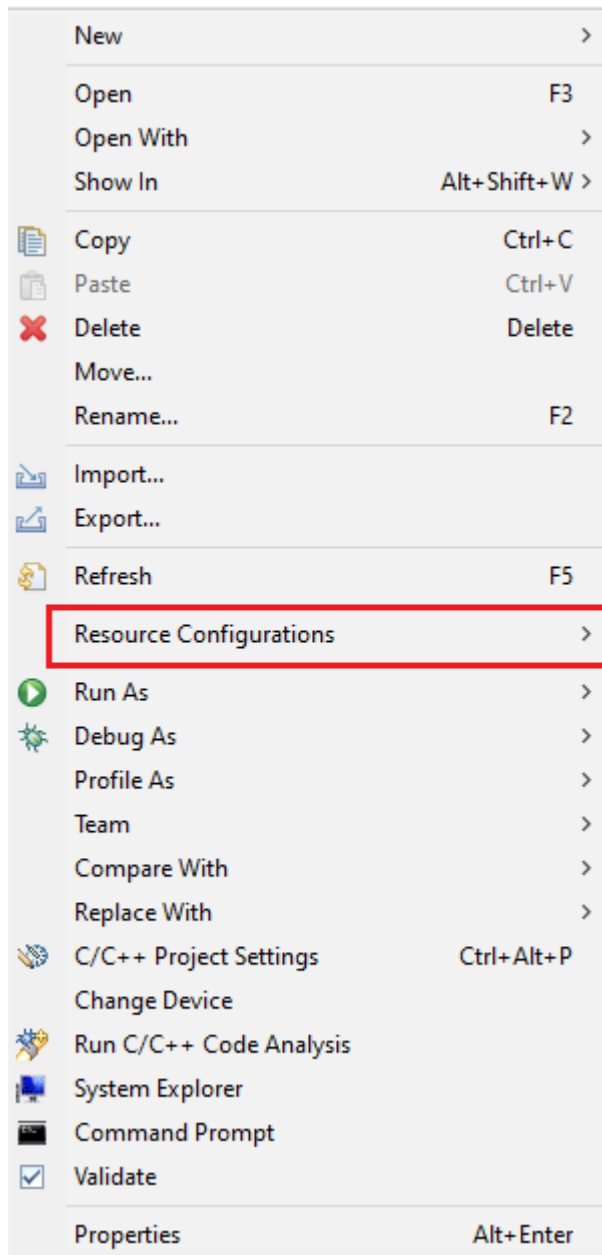 New >
Open F3
Open With >
Show In Alt+Shift+W >
Copy Ctrl+C
Paste Ctrl+V
Delete Delete
Move...
Rename... F2
Import...
Export...
Refresh F5
Resource Configurations >
Run As >
Debug As >
Profile As >
Team >
Compare With >
Replace With >
C/C++ Project Settings Ctrl+Alt+P
Change Device
Run C/C++ Code Analysis
System Explorer
Command Prompt
Validate
Properties Alt+Enter